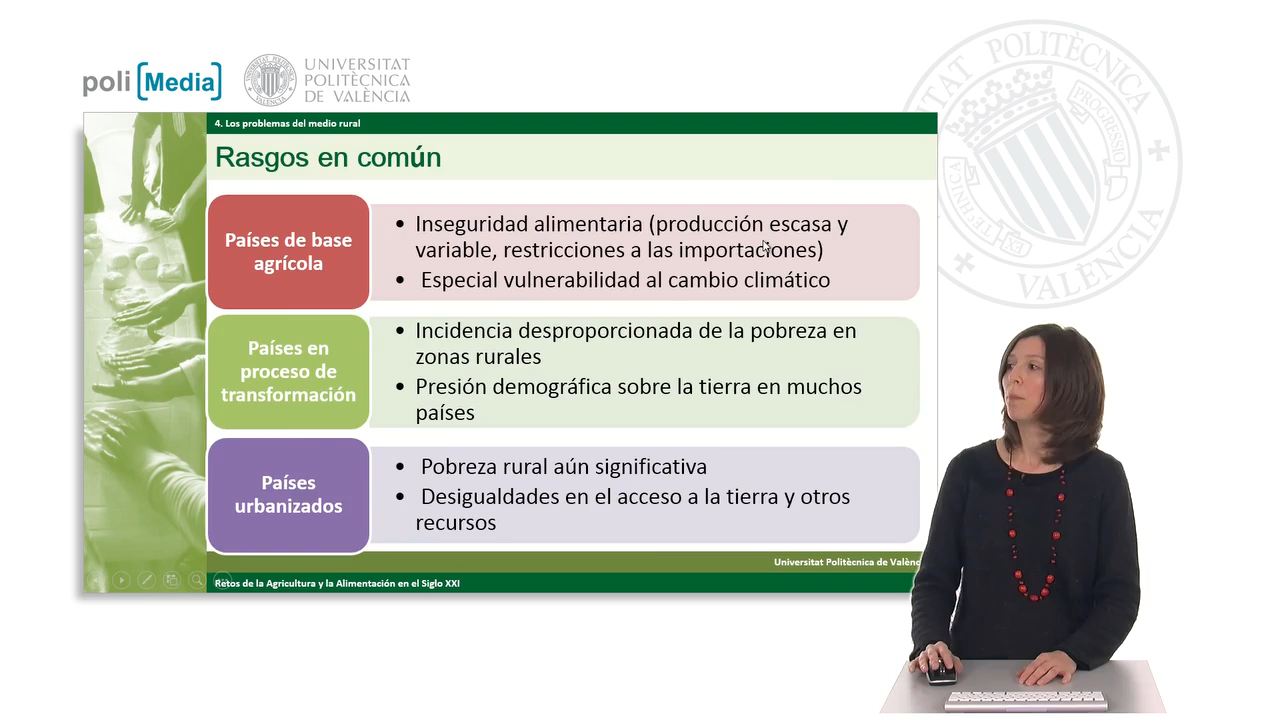 poli [Media]
UNIVERSITAT
POLITÈCNICA
DE VALÈNCIA
4. Los problemas del medio rural
Rasgos en común
Países de base
agrícola
• Inseguridad alimentaria (producción escasa y
variable, restricciones a las importaciones)
• Especial vulnerabilidad al cambio climático
Países en
proceso de
transformación
• Incidencia desproporcionada de la pobreza en
zonas rurales
• Presión demográfica sobre la tierra en muchos
países
Países
urbanizados
• Pobreza rural aún significativa
• Desigualdades en el acceso a la tierra y otros
recursos
Universitat Politècnica de Valènc
Retos de la Agricultura y la Alimentación en el Siglo XXI
POLITÈCNICA
VALÈNCIA
PROGRESSIO